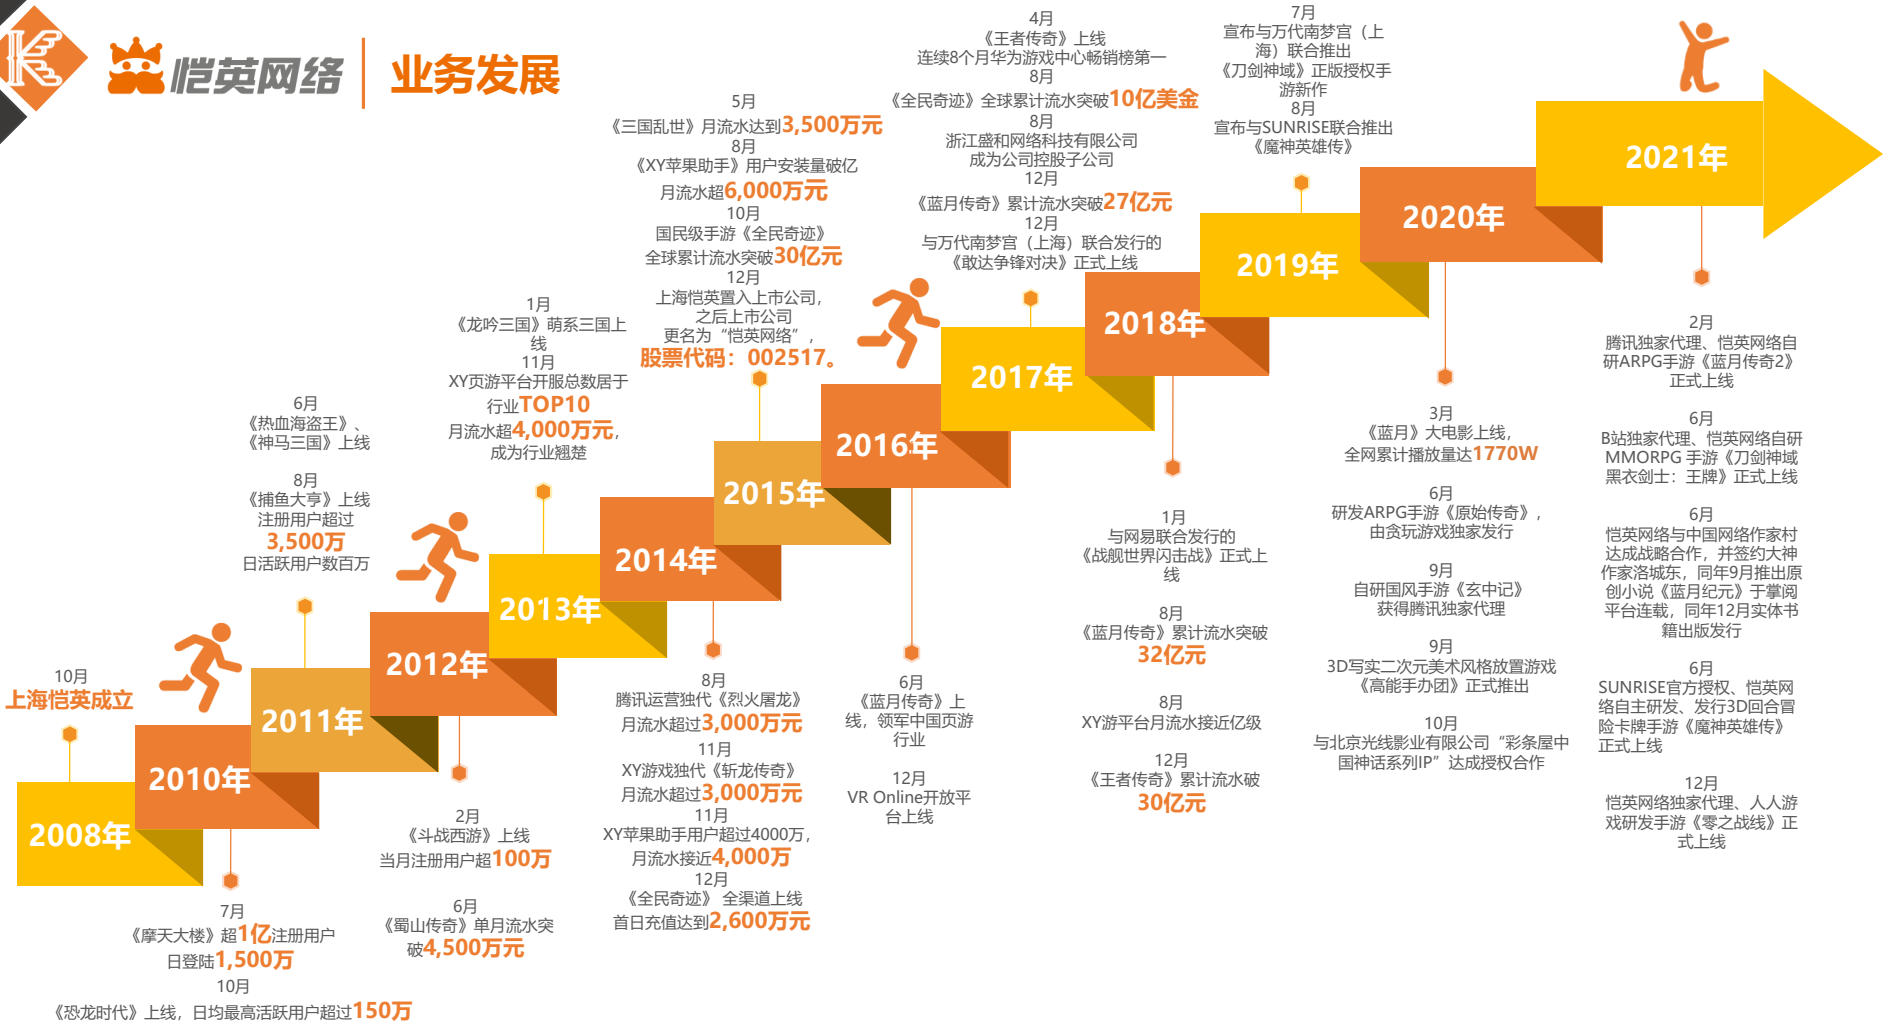 恺英网络
业务发展
10月
上海恺英成立
2008年
2010年
7月
《摩天大楼》超1亿注册用户
日登陆1,500万
10月
《恐龙时代》上线，日均最高活跃用户超过150万
6月
《热血海盗王》、
《神马三国》上线
8月
《捕鱼大亨》上线
注册用户超过
3,500万
日活跃用户数百万
2011年
2012年
2月
《斗战西游》上线
当月注册用户超100万
6月
《蜀山传奇》单月流水突
破4,500万元
1月
《龙吟三国》萌系三国上
线
11月
XY页游平台开服总数居于
行业TOP10
月流水超4,000万元，
成为行业翘楚
2013年
2014年
8月
腾讯运营独代《烈火屠龙》
月流水超过3,000万元
11月
XY游戏独代《斩龙传奇》
月流水超过3,000万元
11月
XY苹果助手用户超过4000万，
月流水接近4,000万
12月
《全民奇迹》 全渠道上线
首日充值达到2,600万元
5月
《三国乱世》月流水达到3,500万元
8月
《XY苹果助手》用户安装量破亿
月流水超6,000万元
10月
国民级手游《全民奇迹》
全球累计流水突破30亿元
12月
上海恺英置入上市公司，
之后上市公司
更名为“恺英网络”，
股票代码：002517。
2015年
2016年
6月
《蓝月传奇》上
线，领军中国页游
行业
12月
VR Online开放平
台上线
4月
《王者传奇》上线
连续8个月华为游戏中心畅销榜第一
8月
《全民奇迹》全球累计流水突破10亿美金
8月
浙江盛和网络科技有限公司
成为公司控股子公司
12月
《蓝月传奇》累计流水突破27亿元
12月
与万代南梦宫（上海）联合发行的
《敢达争锋对决》正式上线
2017年
2018年
1月
与网易联合发行的
《战舰世界闪击战》正式上
线
8月
《蓝月传奇》累计流水突破
32亿元
8月
XY游平台月流水接近亿级
12月
《王者传奇》累计流水破
30亿元
7月
宣布与万代南梦宫（上
海）联合推出
《刀剑神域》正版授权手
游新作
8月
宣布与SUNRISE联合推出
《魔神英雄传》
2019年
2020年
3月
《蓝月》大电影上线，
全网累计播放量达1770W
6月
研发ARPG手游《原始传奇》，
由贪玩游戏独家发行
9月
自研国风手游《玄中记》
获得腾讯独家代理
9月
3D写实二次元美术风格放置游戏
《高能手办团》正式推出
10月
与北京光线影业有限公司“彩条屋中
国神话系列IP”达成授权合作
2021年
2月
腾讯独家代理、恺英网络自
研ARPG手游《蓝月传奇2》
正式上线
6月
B站独家代理、恺英网络自研
MMORPG 手游《刀剑神域
黑衣剑士：王牌》正式上线
6月
恺英网络与中国网络作家村
达成战略合作，并签约大神
作家洛城东，同年9月推出原
创小说《蓝月纪元》于掌阅
平台连载，同年12月实体书
籍出版发行
6月
SUNRISE官方授权、恺英网
络自主研发、发行3D回合冒
险卡牌手游《魔神英雄传》
正式上线
12月
恺英网络独家代理、人人游
戏研发手游《零之战线》正
式上线